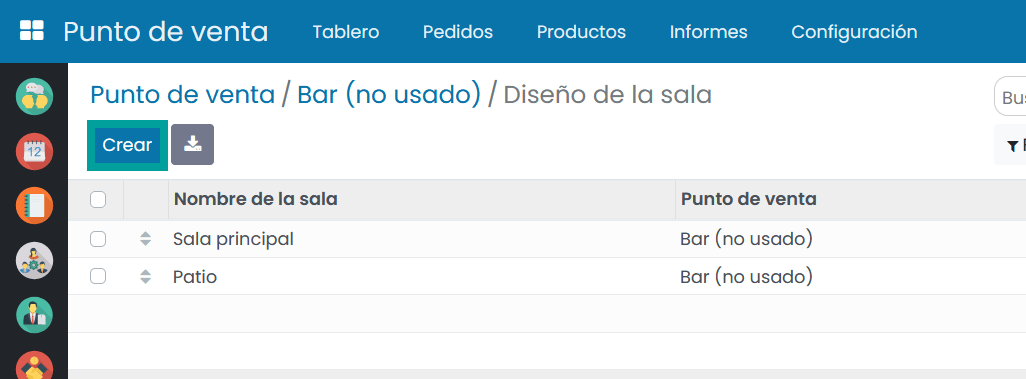 Punto de venta Tablero Pedidos Productos Informes Configuración
Punto de venta / Bar (no usado) / Diseño de la sala
Crear
12
Nombre de la sala Punto de venta
Sala principal Bar (no usado)
Patio Bar (no usado)